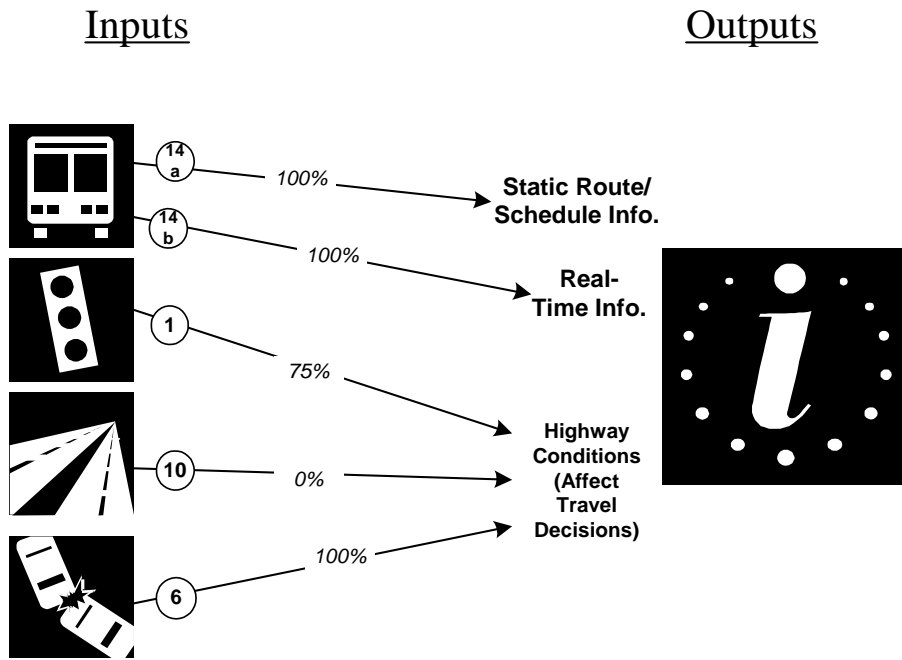 Inputs
Outputs
14
a
100%
Static Route/
Schedule Info.
14
b
100%
Real-
Time Info.
1
75%
Highway
Conditions
(Affect
Travel
Decisions)
10
0%
6
100%
i